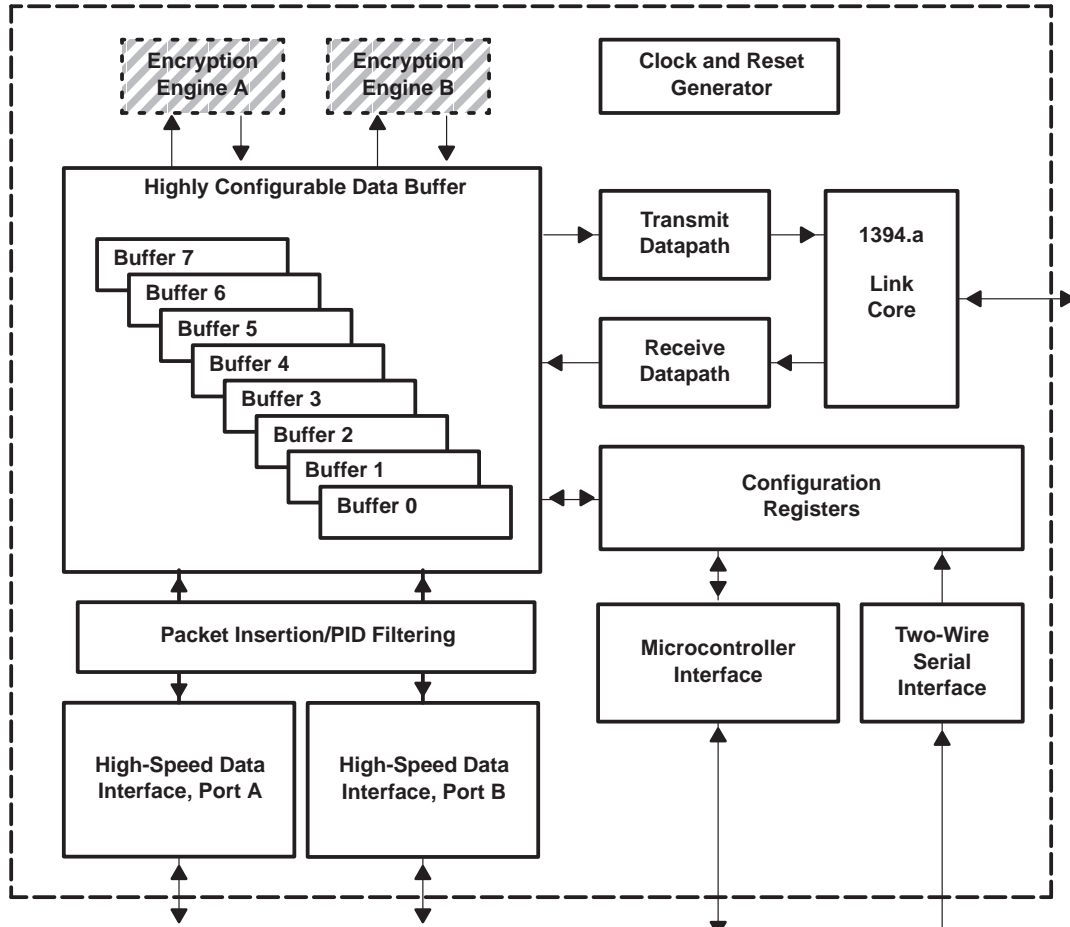 Encryption
Engine A
Encryption
Engine B
Clock and Reset
Generator
Highly Configurable Data Buffer
Buffer 7
Buffer 6
Buffer 5
Buffer 4
Buffer 3
Buffer 2
Buffer 1
Buffer 0
Transmit
Datapath
1394.a
Link
Core
Receive
Datapath
Configuration
Registers
Packet Insertion/PID Filtering
Microcontroller
Interface
Two-Wire
Serial
Interface
High-Speed Data
Interface, Port A
High-Speed Data
Interface, Port B